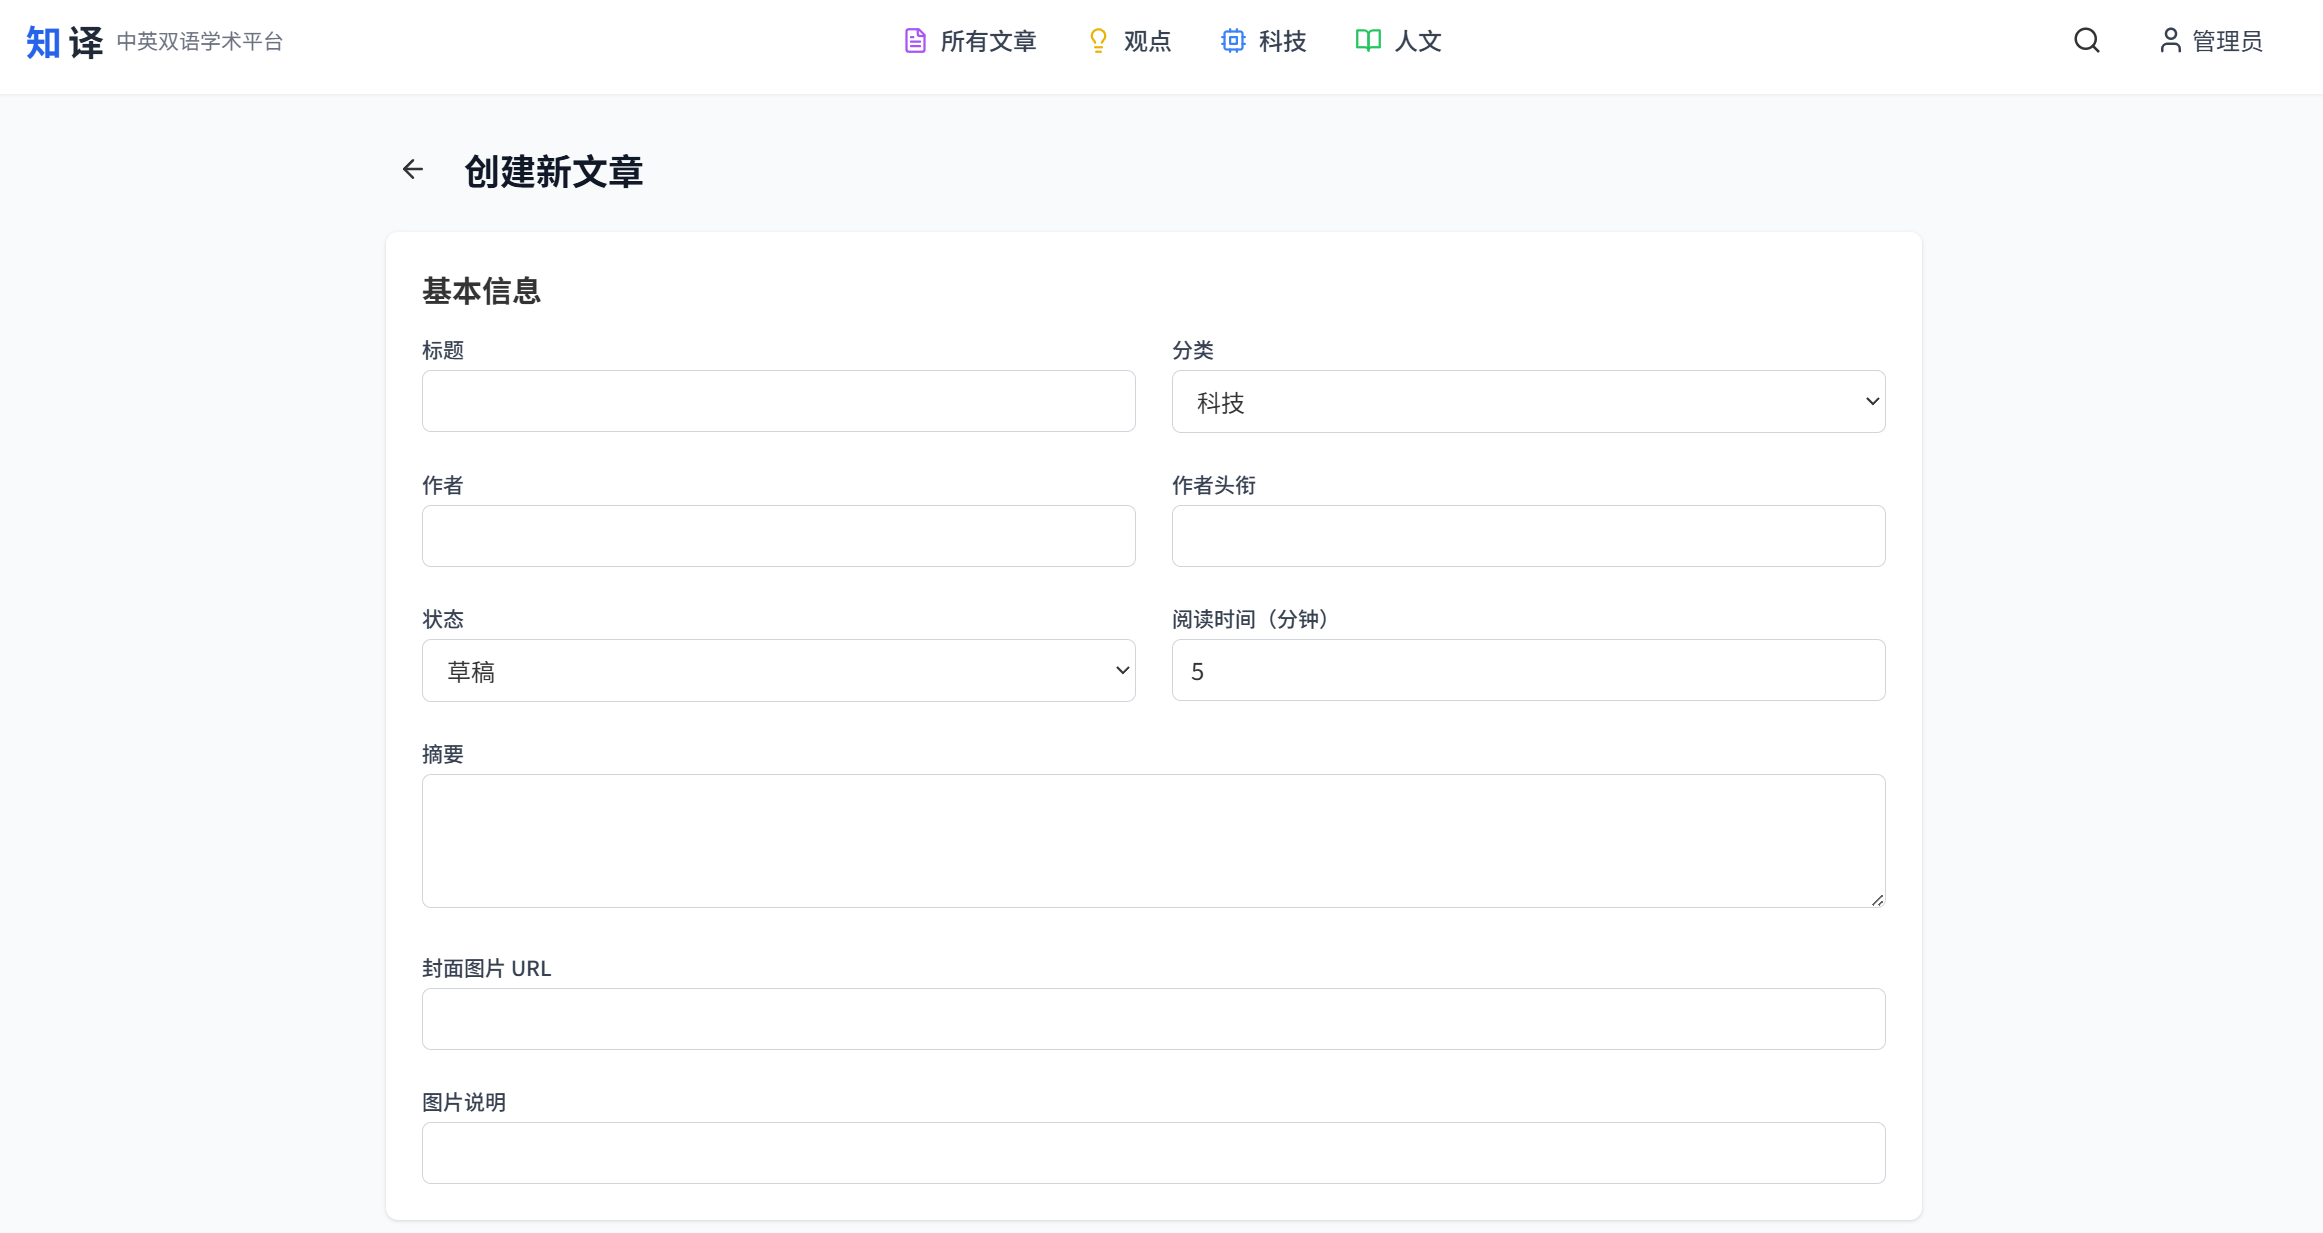 知译 中英双语学术平台 所有文章 观点 科技 人文 管理员
创建新文章
基本信息
标题 分类
科技
作者 作者头衔
状态 阅读时间（分钟）
草稿 5
摘要
封面图片 URL
图片说明